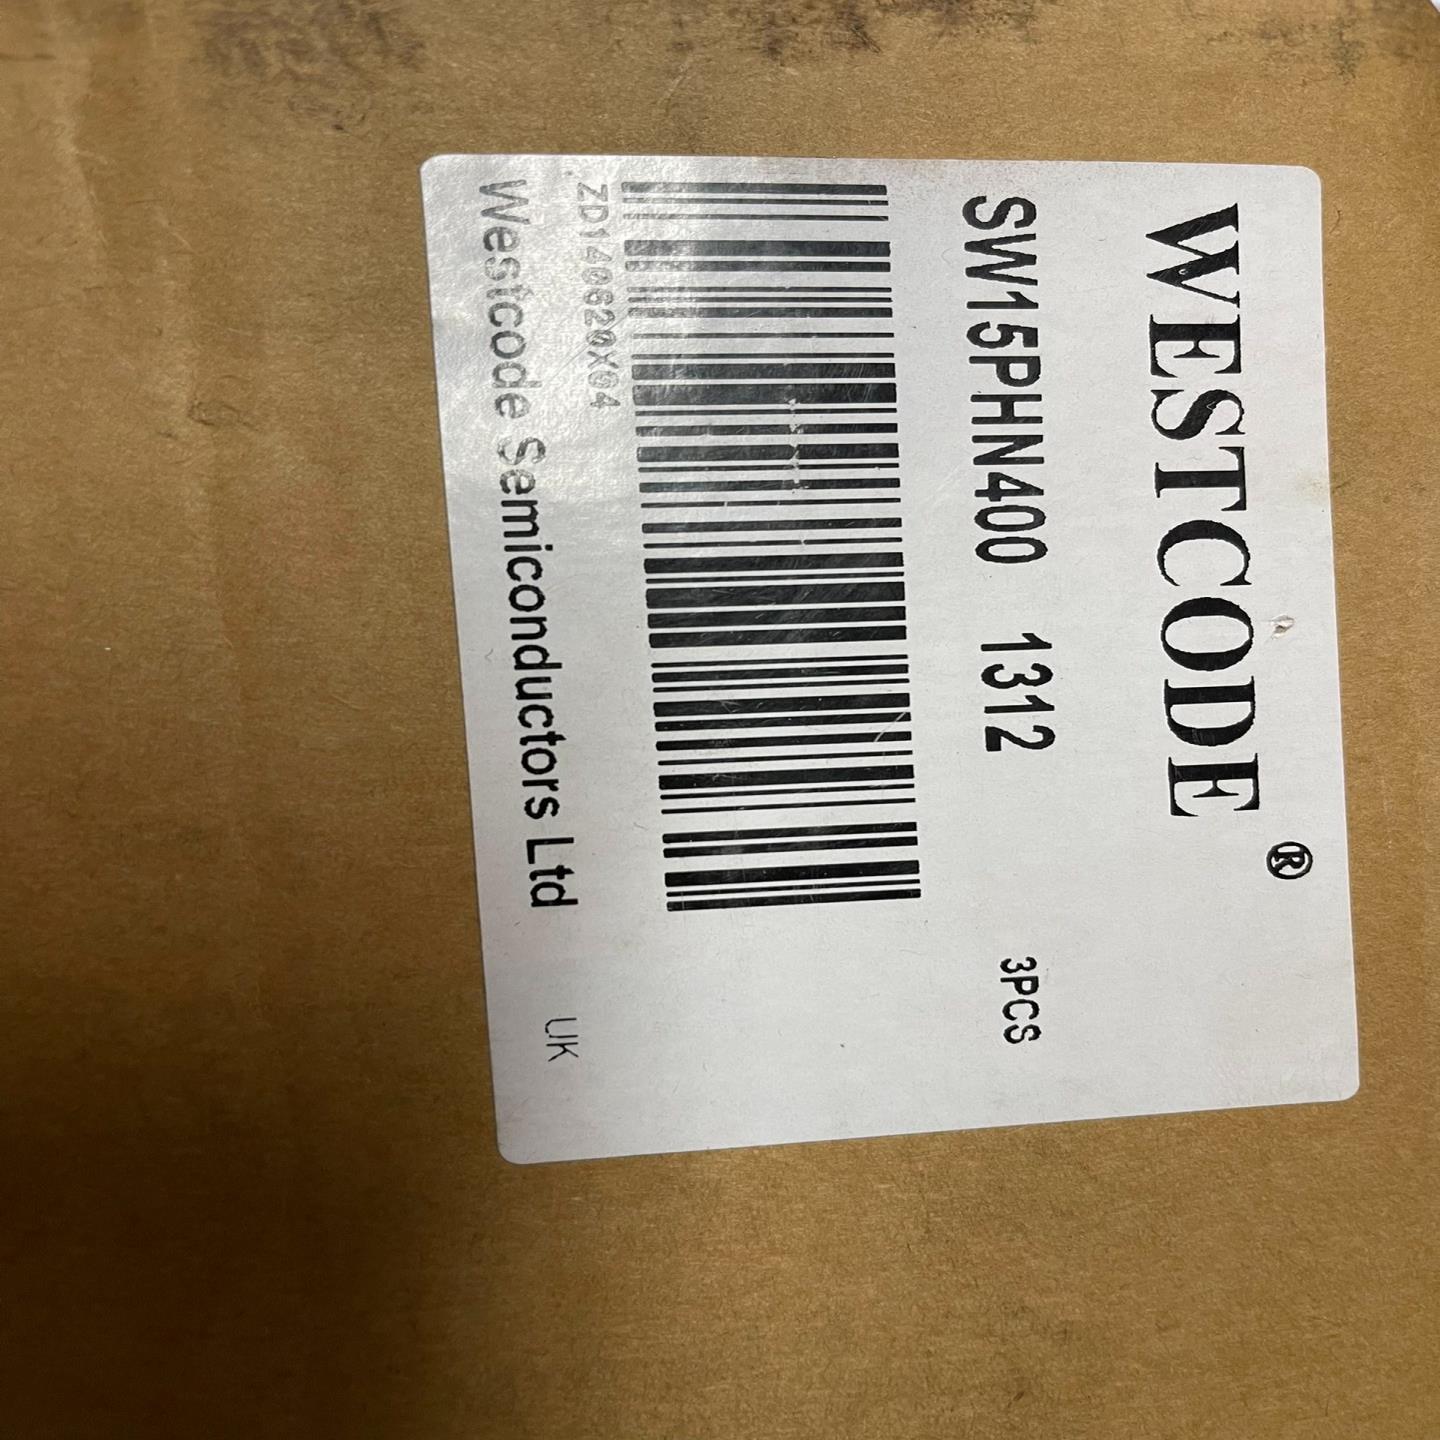 WESTCODE ®
SW15PHN400 1312 3PCS
ZD140620X04
Westcode Semiconductors Ltd UK